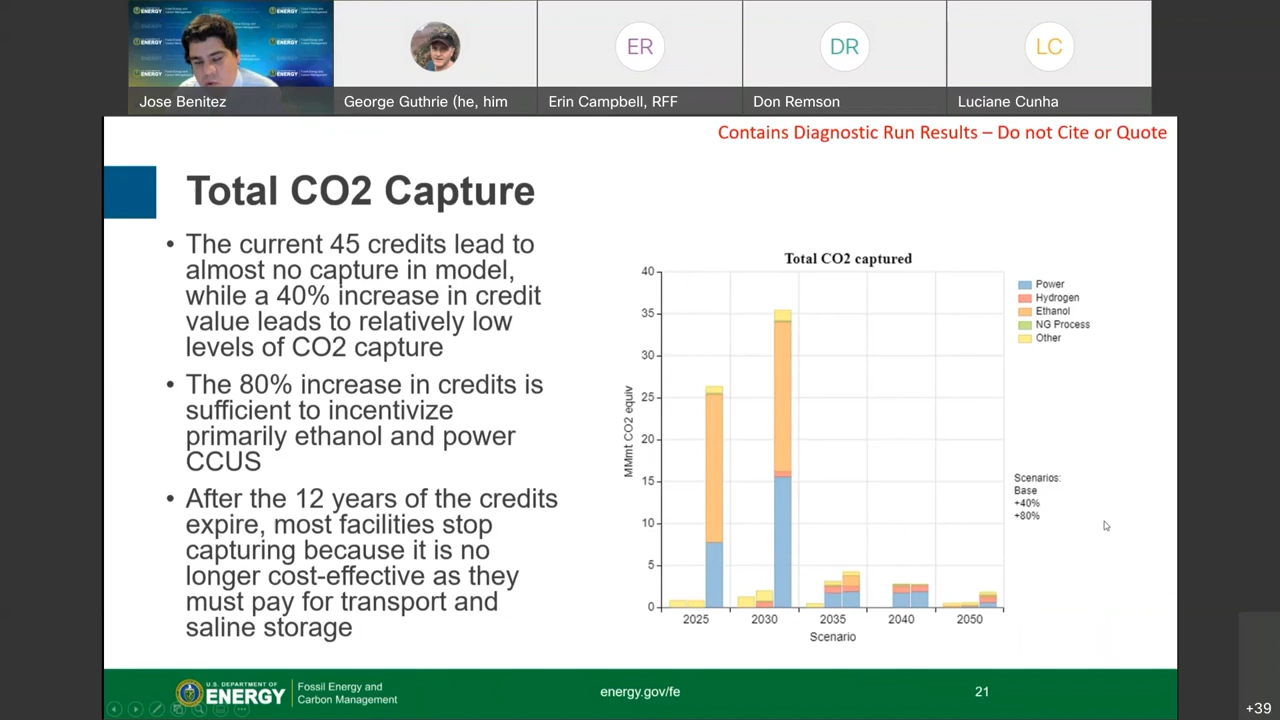 ER
DR
LC
Jose Benitez
George Guthrie (he, him
Erin Campbell, RFF
Don Remson
Luciane Cunha
Contains Diagnostic Run Results – Do not Cite or Quote
Total CO2 Capture
• The current 45 credits lead to
almost no capture in model,
while a 40% increase in credit
value leads to relatively low
levels of CO2 capture
• The 80% increase in credits is
sufficient to incentivize
primarily ethanol and power
CCUS
• After the 12 years of the credits
expire, most facilities stop
capturing because it is no
longer cost-effective as they
must pay for transport and
saline storage
Total CO2 captured
MMmt CO2 equiv
40
35
30
25
20
15
10
5
0
2025
2030
2035
2040
2050
Scenario
Power
Hydrogen
Ethanol
NG Process
Other
Scenarios:
Base
+40%
+80%
U.S. DEPARTMENT OF
ENERGY
Fossil Energy and
Carbon Management
energy.gov/fe
21
+39